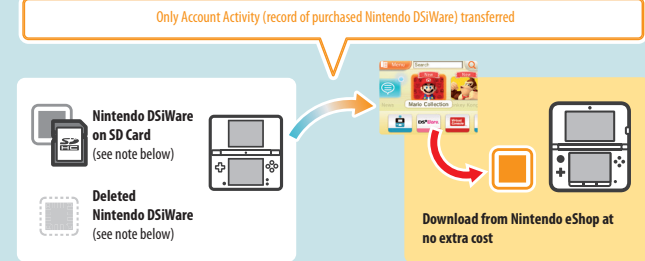 Only Account Activity (record of purchased Nintendo DSiWare) transferred
Nintendo DSiWare
on SD Card
(see note below)
Deleted
Nintendo DSiWare
(see note below)
Menu
Search
Mario Collection
Download from Nintendo eShop at
no extra cost